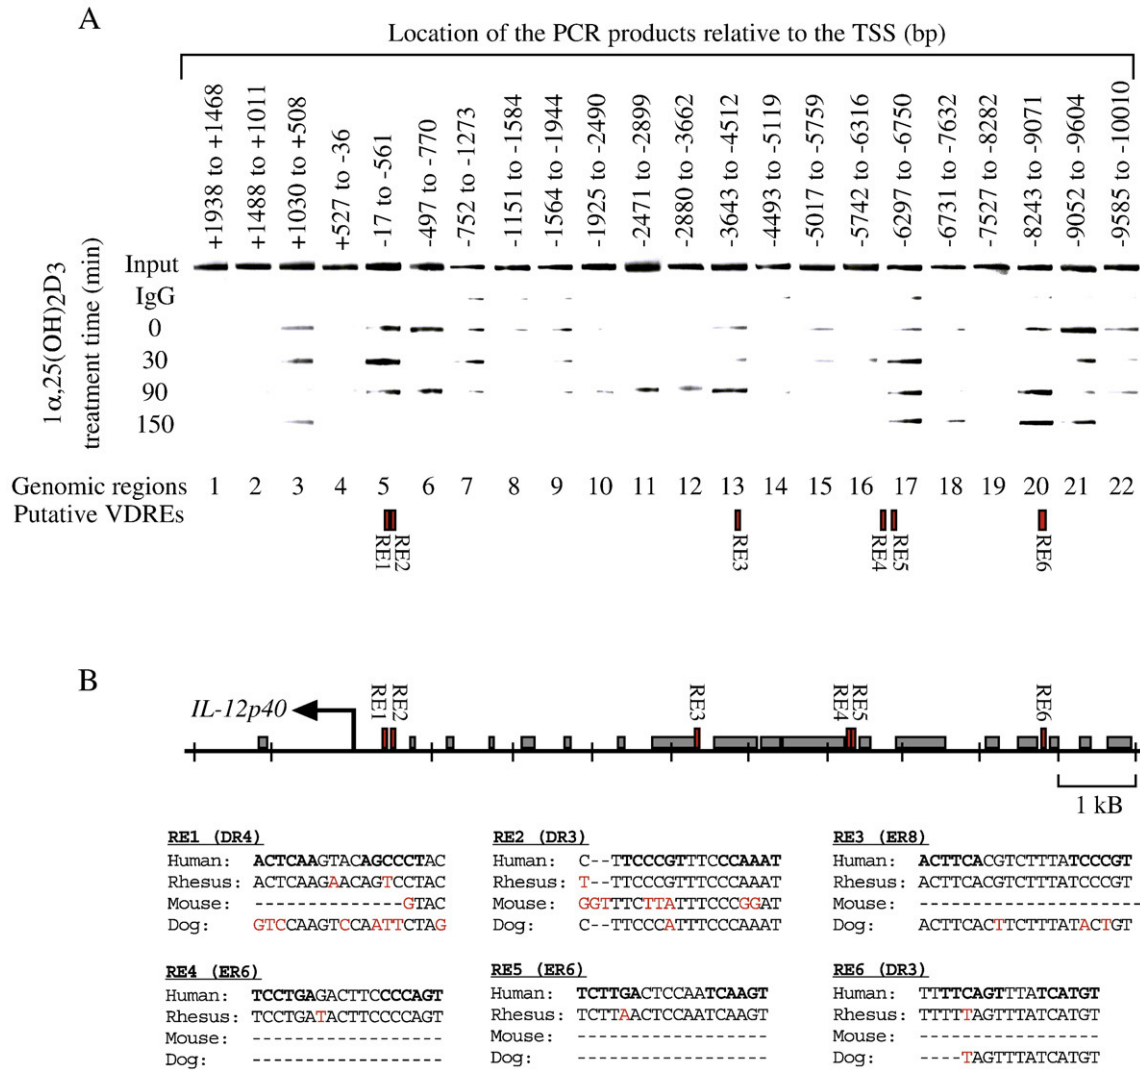 A
Location of the PCR products relative to the TSS (bp)
+1938 to +1468
+1488 to +1011
+1030 to +508
+527 to -36
-17 to -561
-497 to -770
-752 to -1273
-1151 to -1584
-1564 to -1944
-1925 to -2490
-2471 to -2899
-2880 to -3662
-3643 to -4512
-4493 to -5119
-5017 to -5759
-5742 to -6316
-6297 to -6750
-6731 to -7632
-7527 to -8282
-8243 to -9071
-9052 to -9604
-9585 to -10010
1α,25(OH)2D3
treatment time (min)
Input
IgG
0
30
90
150
Genomic regions 1 2 3 4 5 6 7 8 9 10 11 12 13 14 15 16 17 18 19 20 21 22
Putative VDREs
RE1 RE2 RE3 RE4 RE5 RE6
B
IL-12p40
RE1 RE2 RE3 RE4 RE5 RE6
1 kB
RE1 (DR4)
Human: ACTCAAGTACAGCCCTAC
Rhesus: ACTCAAGAACAGTCCTAC
Mouse: --------------GTAC
Dog: GTCCAAGTCCAATTCTAG
RE2 (DR3)
Human: C--TTCCCGTTTCCCAAAT
Rhesus: T--TTCCCGTTTCCCAAAT
Mouse: GGTTTCTTATTTCCCGGAT
Dog: C--TTCCCATTTCCCAAAT
RE3 (ER8)
Human: ACTTCACGTCTTTATCCCGT
Rhesus: ACTTCACGTCTTTATCCCGT
Mouse: --------------------
Dog: ACTTCACTTCTTTATACTGT
RE4 (ER6)
Human: TCCTGAGACTTCCCCAGT
Rhesus: TCCTGATACTTCCCCAGT
Mouse: ------------------
Dog: ------------------
RE5 (ER6)
Human: TCTTGACTCCAATCAAGT
Rhesus: TCTTAACTCCAATCAAGT
Mouse: ------------------
Dog: ------------------
RE6 (DR3)
Human: TTTTCAGTTTATCATGT
Rhesus: TTTTTAGTTTATCATGT
Mouse: -----------------
Dog: ----TAGTTTATCATGT